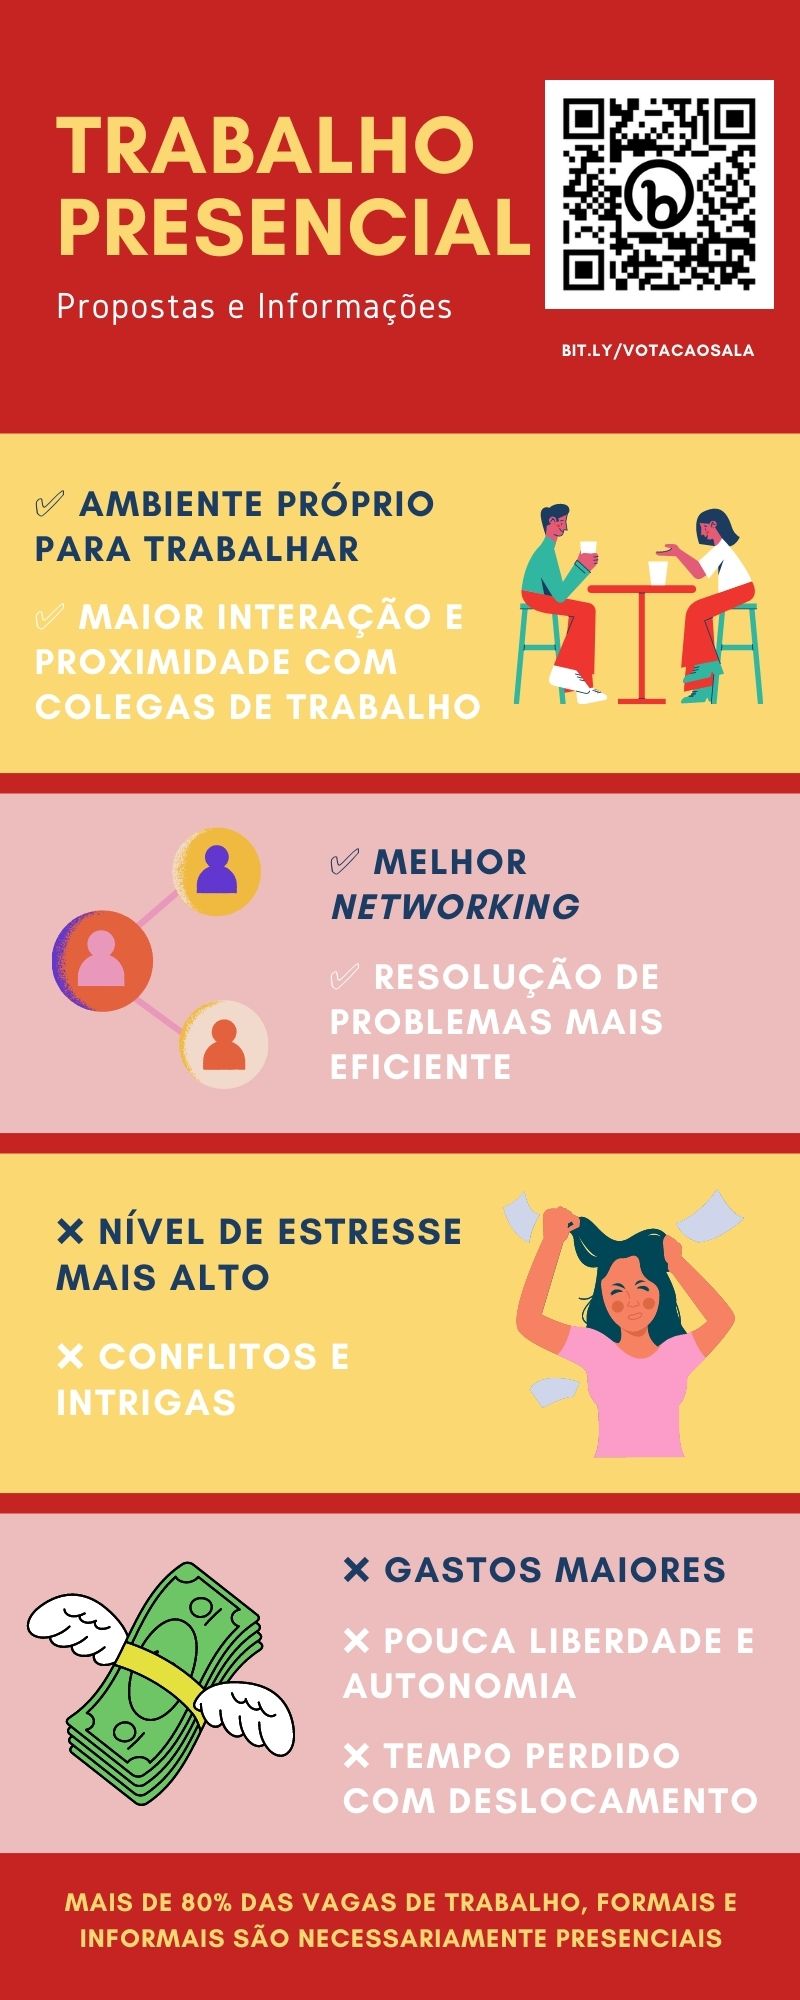 TRABALHO
PRESENCIAL
Propostas e Informações
BIT.LY/VOTACAOSALA
✅ AMBIENTE PRÓPRIO
PARA TRABALHAR
✅ MAIOR INTERAÇÃO E
PROXIMIDADE COM
COLEGAS DE TRABALHO
✅ MELHOR
NETWORKING
✅ RESOLUÇÃO DE
PROBLEMAS MAIS
EFICIENTE
❌ NÍVEL DE ESTRESSE
MAIS ALTO
❌ CONFLITOS E
INTRIGAS
❌ GASTOS MAIORES
❌ POUCA LIBERDADE E
AUTONOMIA
❌ TEMPO PERDIDO
COM DESLOCAMENTO
MAIS DE 80% DAS VAGAS DE TRABALHO, FORMAIS E
INFORMAIS SÃO NECESSARIAMENTE PRESENCIAIS